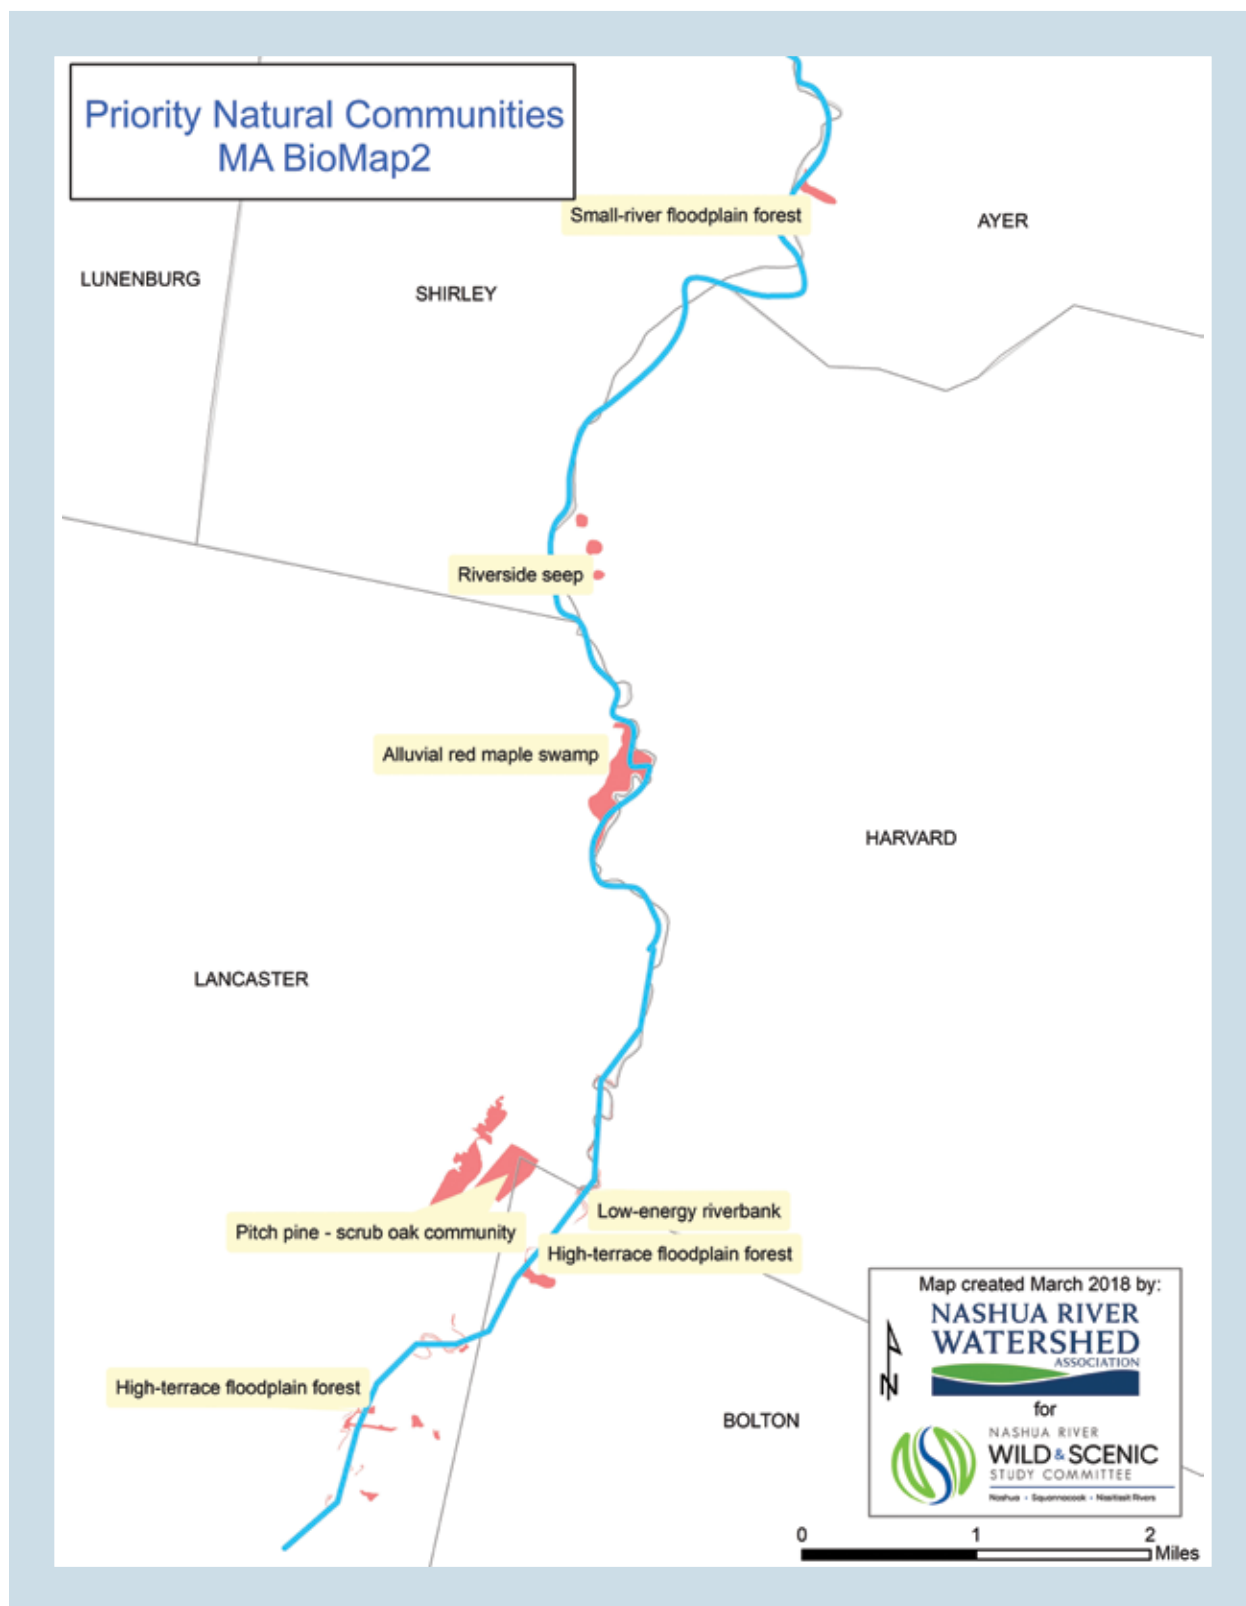 Priority Natural Communities
MA BioMap2
Small-river floodplain forest
AYER
LUNENBURG
SHIRLEY
Riverside seep
Alluvial red maple swamp
HARVARD
LANCASTER
Low-energy riverbank
Pitch pine - scrub oak community
High-terrace floodplain forest
High-terrace floodplain forest
BOLTON
Map created March 2018 by:
NASHUA RIVER
WATERSHED
ASSOCIATION
N
for
NASHUA RIVER
WILD & SCENIC
STUDY COMMITTEE
Nashua • Squannacook • Nissitissit Rivers
0 1 2
Miles